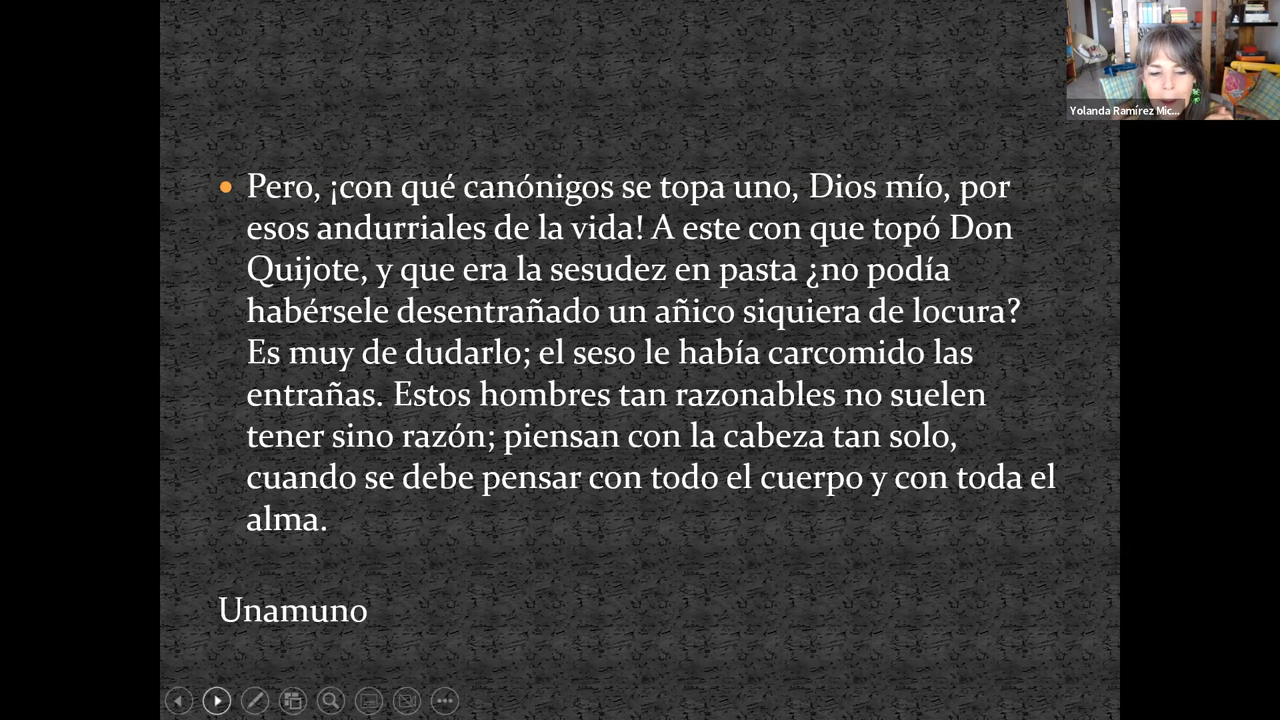 Yolanda Ramírez Mic...
Pero, ¡con qué canónigos se topa uno, Dios mío, por
esos andurriales de la vida! A este con que topó Don
Quijote, y que era la sesudez en pasta ¿no podía
habérsele desentrañado un añico siquiera de locura?
Es muy de dudarlo; el seso le había carcomido las
entrañas. Estos hombres tan razonables no suelen
tener sino razón; piensan con la cabeza tan solo,
cuando se debe pensar con todo el cuerpo y con toda el
alma.
Unamuno